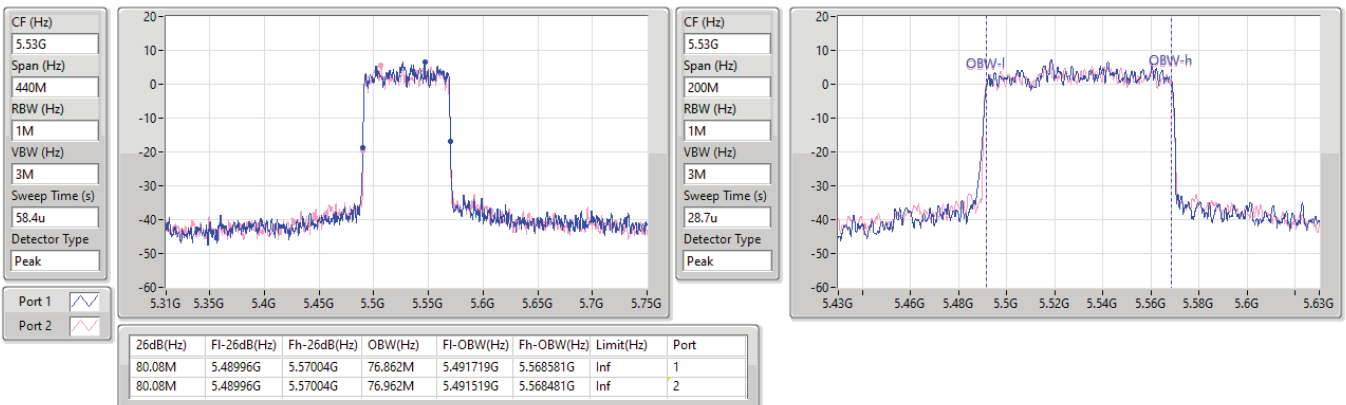 CF (Hz)
5.53G
Span (Hz)
440M
RBW (Hz)
1M
VBW (Hz)
3M
Sweep Time (s)
58.4u
Detector Type
Peak
Port 1
Port 2
20
10
0
-10
-20
-30
-40
-50
-60
5.31G 5.35G 5.4G 5.45G 5.5G 5.55G 5.6G 5.65G 5.7G 5.75G
CF (Hz)
5.53G
Span (Hz)
200M
RBW (Hz)
1M
VBW (Hz)
3M
Sweep Time (s)
28.7u
Detector Type
Peak
20
10
0
-10
-20
-30
-40
-50
-60
OBW-l OBW-h
5.43G 5.46G 5.48G 5.5G 5.52G 5.54G 5.56G 5.58G 5.6G 5.63G
26dB(Hz) Fl-26dB(Hz) Fh-26dB(Hz) OBW(Hz) Fl-OBW(Hz) Fh-OBW(Hz) Limit(Hz) Port
80.08M 5.48996G 5.57004G 76.862M 5.491719G 5.568581G Inf 1
80.08M 5.48996G 5.57004G 76.962M 5.491519G 5.568481G Inf 2